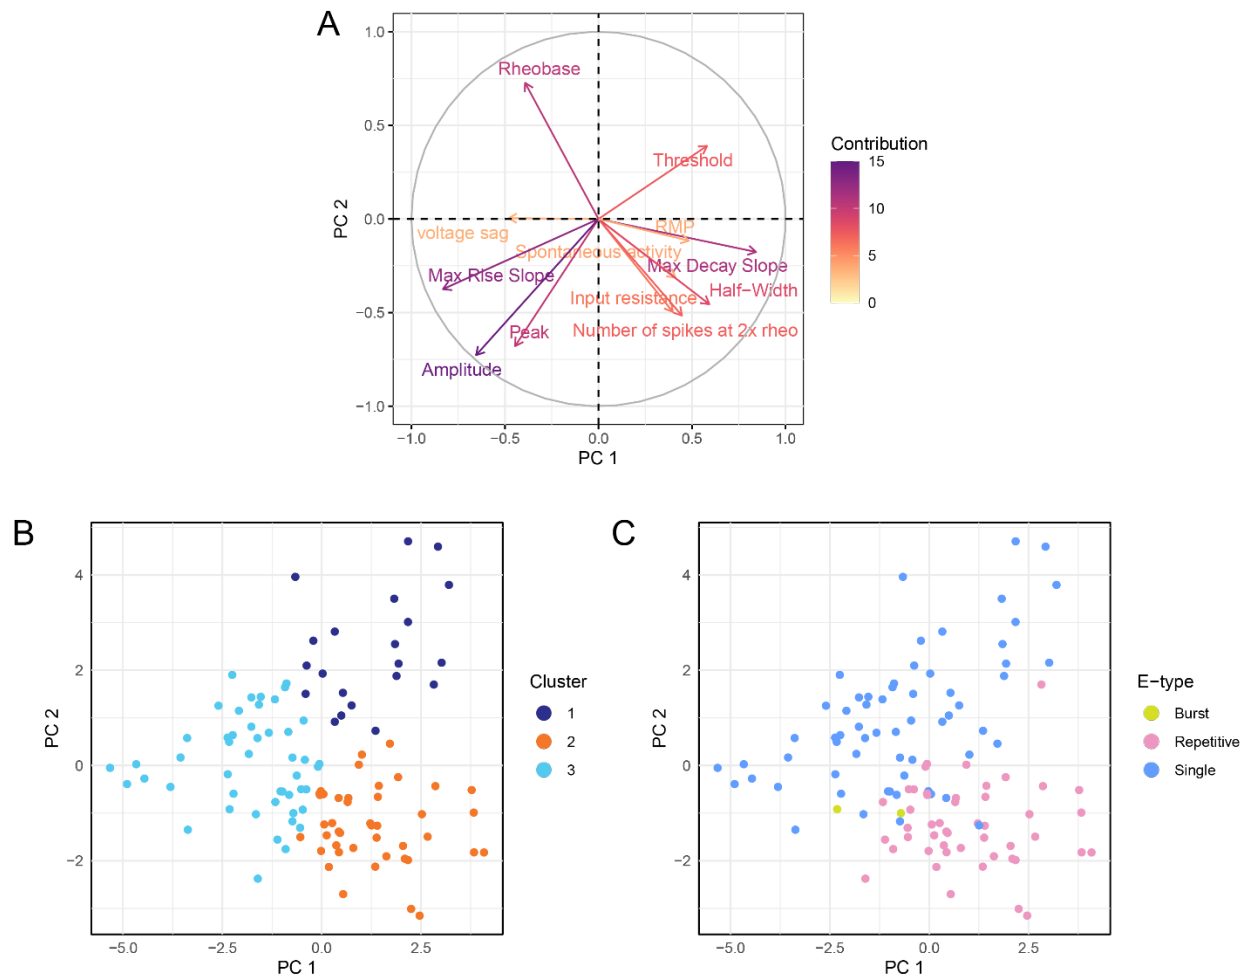 A
1.0
0.5
0.0
−0.5
−1.0
PC 2
Rheobase
Threshold
voltage sag
RMP
Spontaneous activity
Max Rise Slope
Max Decay Slope
Input resistance
Half−Width
Peak
Number of spikes at 2x rheo
Amplitude
−1.0 −0.5 0.0 0.5 1.0
PC 1
Contribution
15
10
5
0
B
4
2
0
−2
PC 2
−5.0 −2.5 0.0 2.5
PC 1
Cluster
1
2
3
C
4
2
0
−2
PC 2
−5.0 −2.5 0.0 2.5
PC 1
E−type
Burst
Repetitive
Single